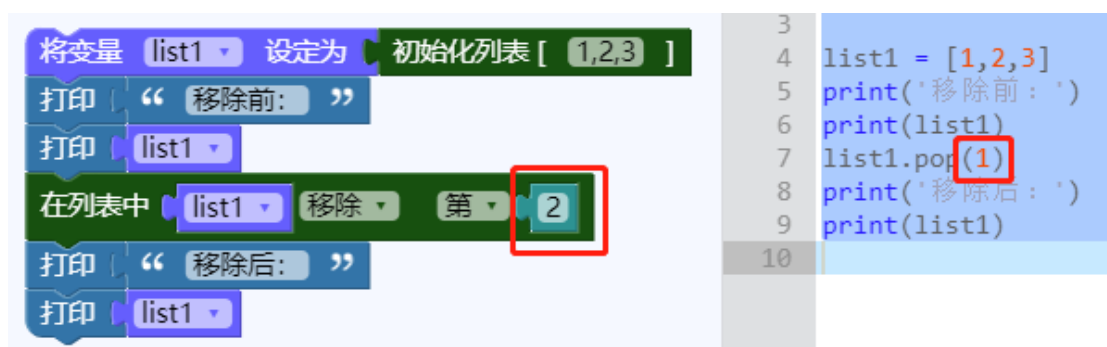 将变量 list1 设定为 初始化列表 [ 1,2,3 ]
打印 “ 移除前: ”
打印 list1
在列表中 list1 移除 第 2
打印 “ 移除后: ”
打印 list1
3
4 list1 = [1,2,3]
5 print('移除前：')
6 print(list1)
7 list1.pop(1)
8 print('移除后：')
9 print(list1)
10